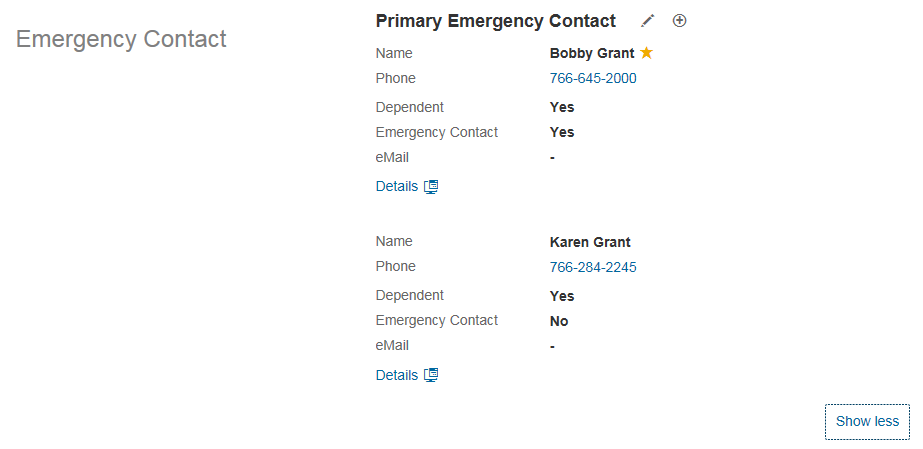 Emergency Contact
Primary Emergency Contact
Name Bobby Grant
Phone 766-645-2000
Dependent Yes
Emergency Contact Yes
eMail -
Details
Name Karen Grant
Phone 766-284-2245
Dependent Yes
Emergency Contact No
eMail -
Details
Show less